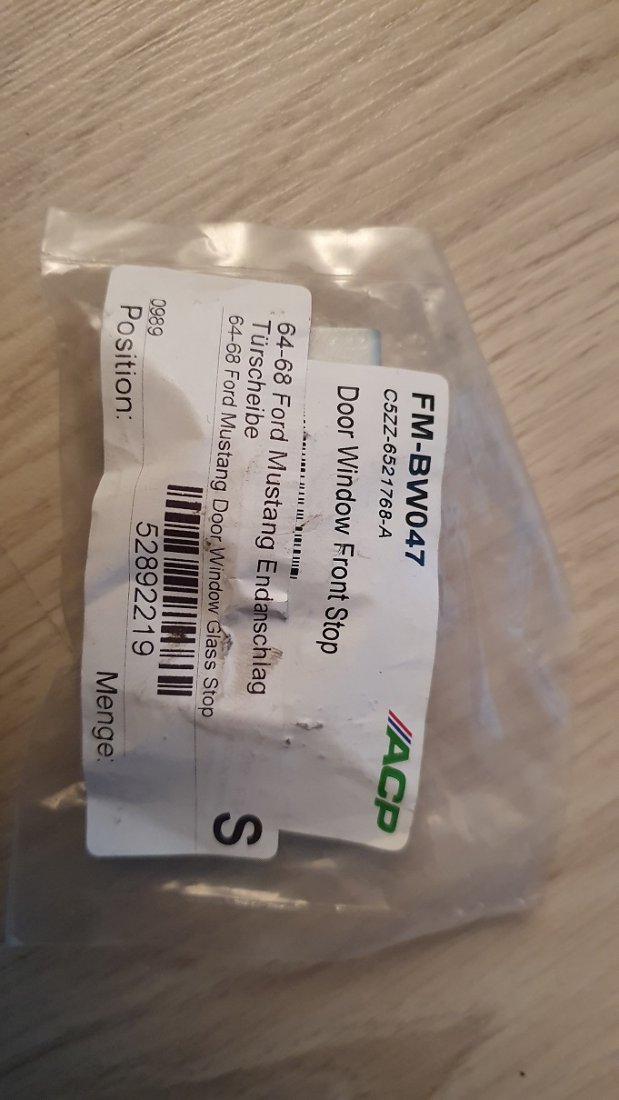 FM-BW047
C5ZZ-6521768-A
Door Window Front Stop
ACP
64-68 Ford Mustang Endanschlag
Türscheibe
64-68 Ford Mustang Door Window Glass Stop
S
52892219
0989
Position:
Menge: